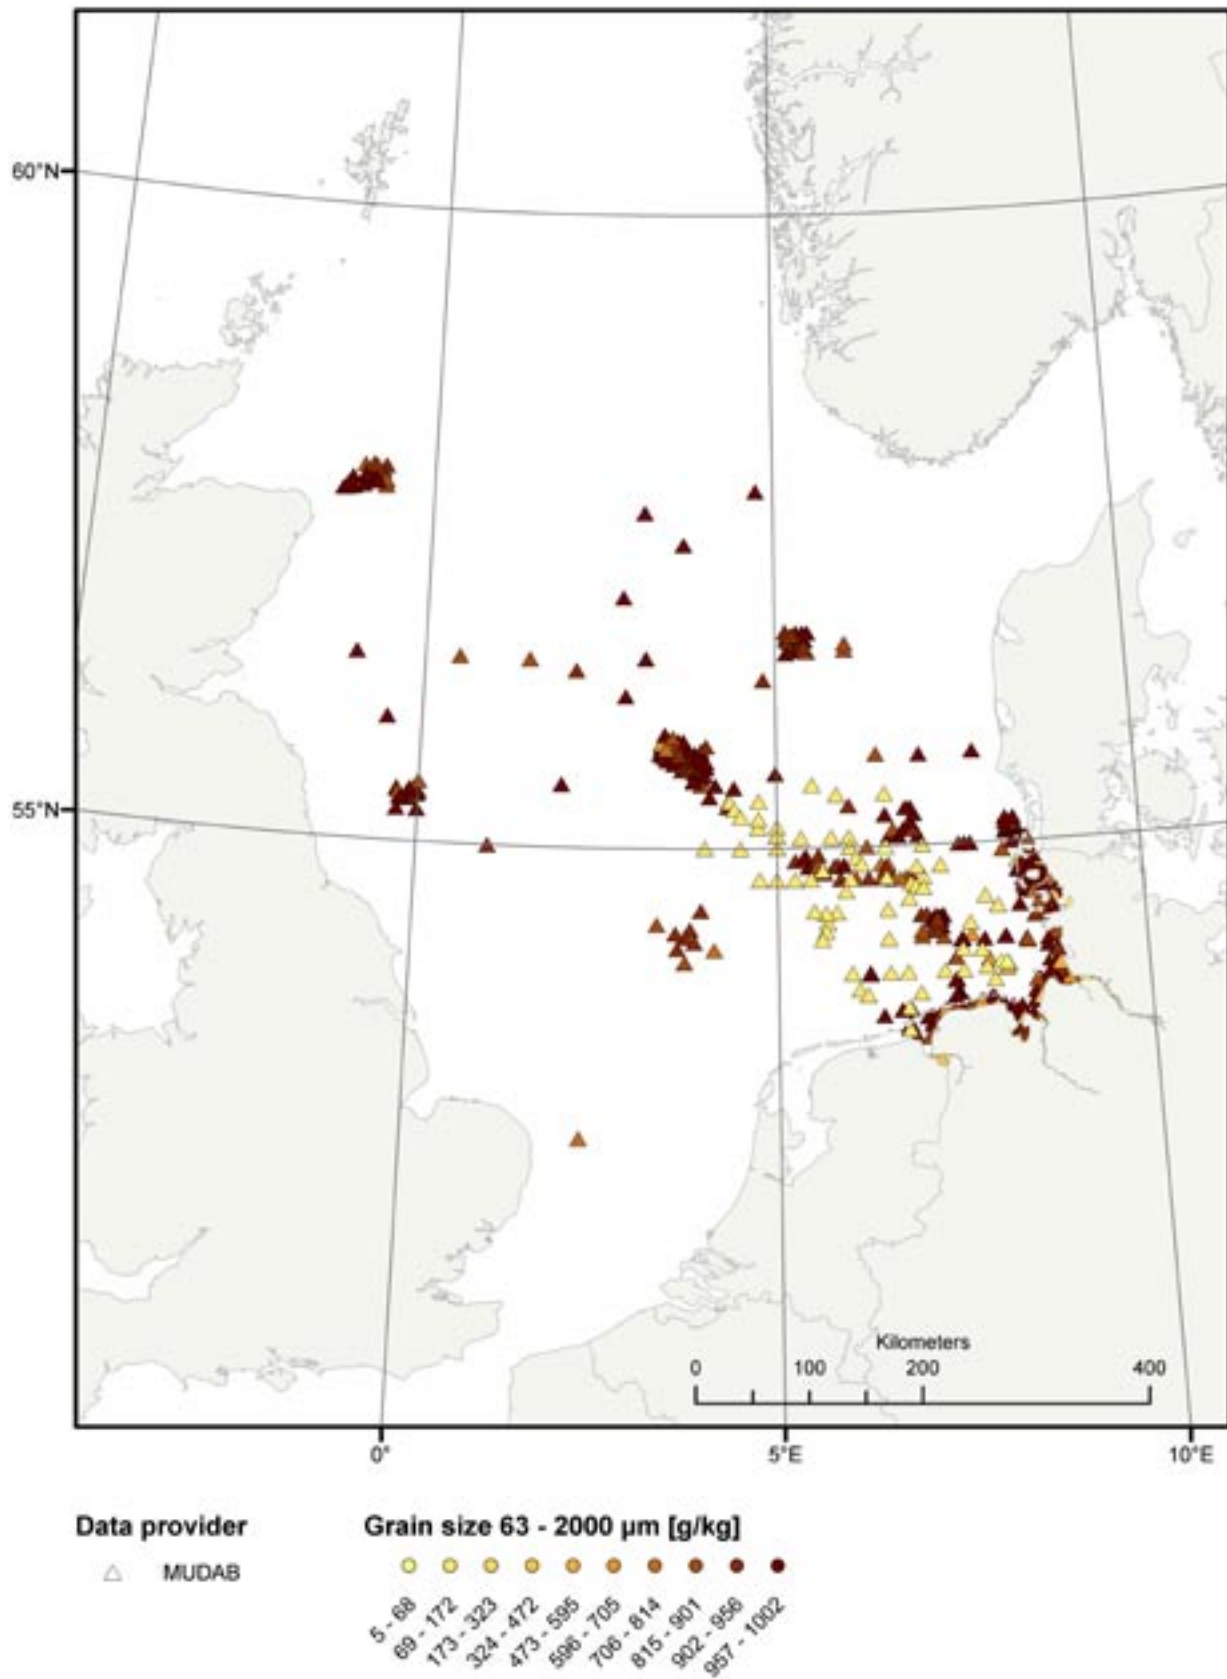 60°N
55°N
Kilometers
0 100 200 400
0° 5°E 10°E
Data provider
MUDAB
Grain size 63 - 2000 µm [g/kg]
5 - 68
69 - 172
173 - 323
324 - 472
473 - 595
596 - 705
706 - 814
815 - 901
902 - 956
957 - 1002